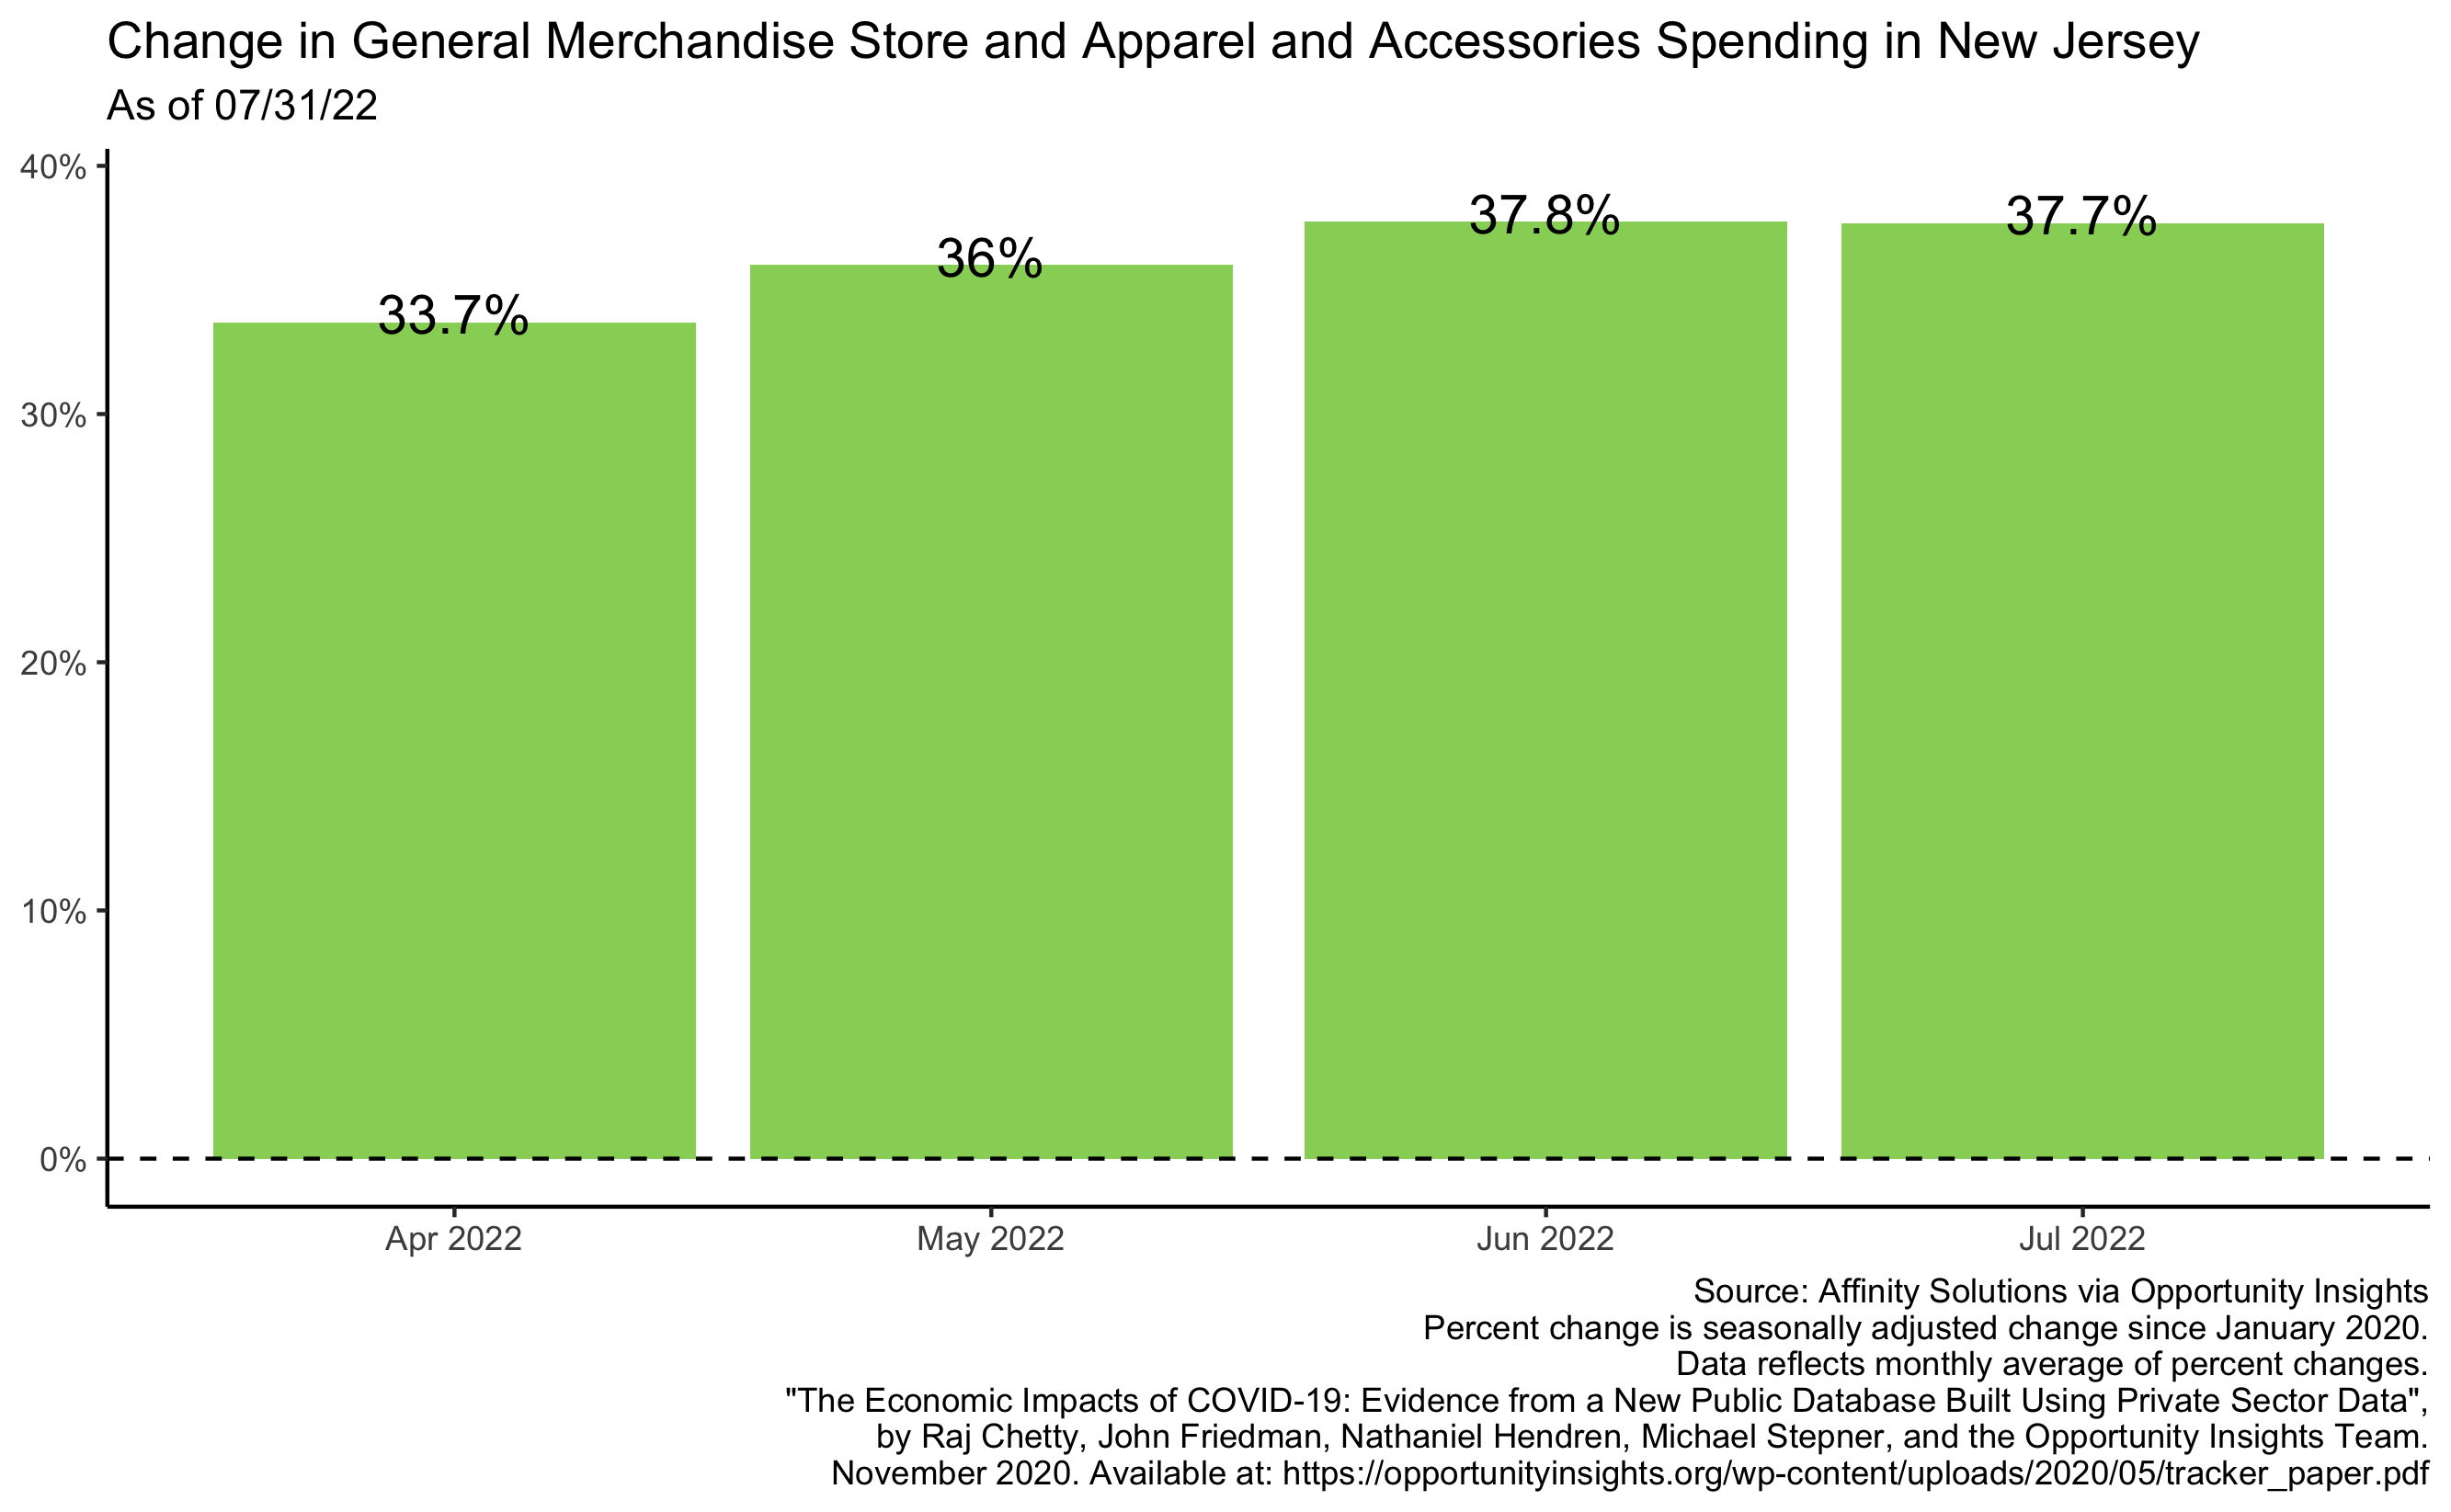 Change in General Merchandise Store and Apparel and Accessories Spending in New Jersey
As of 07/31/22
40%
30%
20%
10%
0%
33.7%
36%
37.8%
37.7%
Apr 2022
May 2022
Jun 2022
Jul 2022
Source: Affinity Solutions via Opportunity Insights
Percent change is seasonally adjusted change since January 2020.
Data reflects monthly average of percent changes.
"The Economic Impacts of COVID-19: Evidence from a New Public Database Built Using Private Sector Data",
by Raj Chetty, John Friedman, Nathaniel Hendren, Michael Stepner, and the Opportunity Insights Team.
November 2020. Available at: https://opportunityinsights.org/wp-content/uploads/2020/05/tracker_paper.pdf